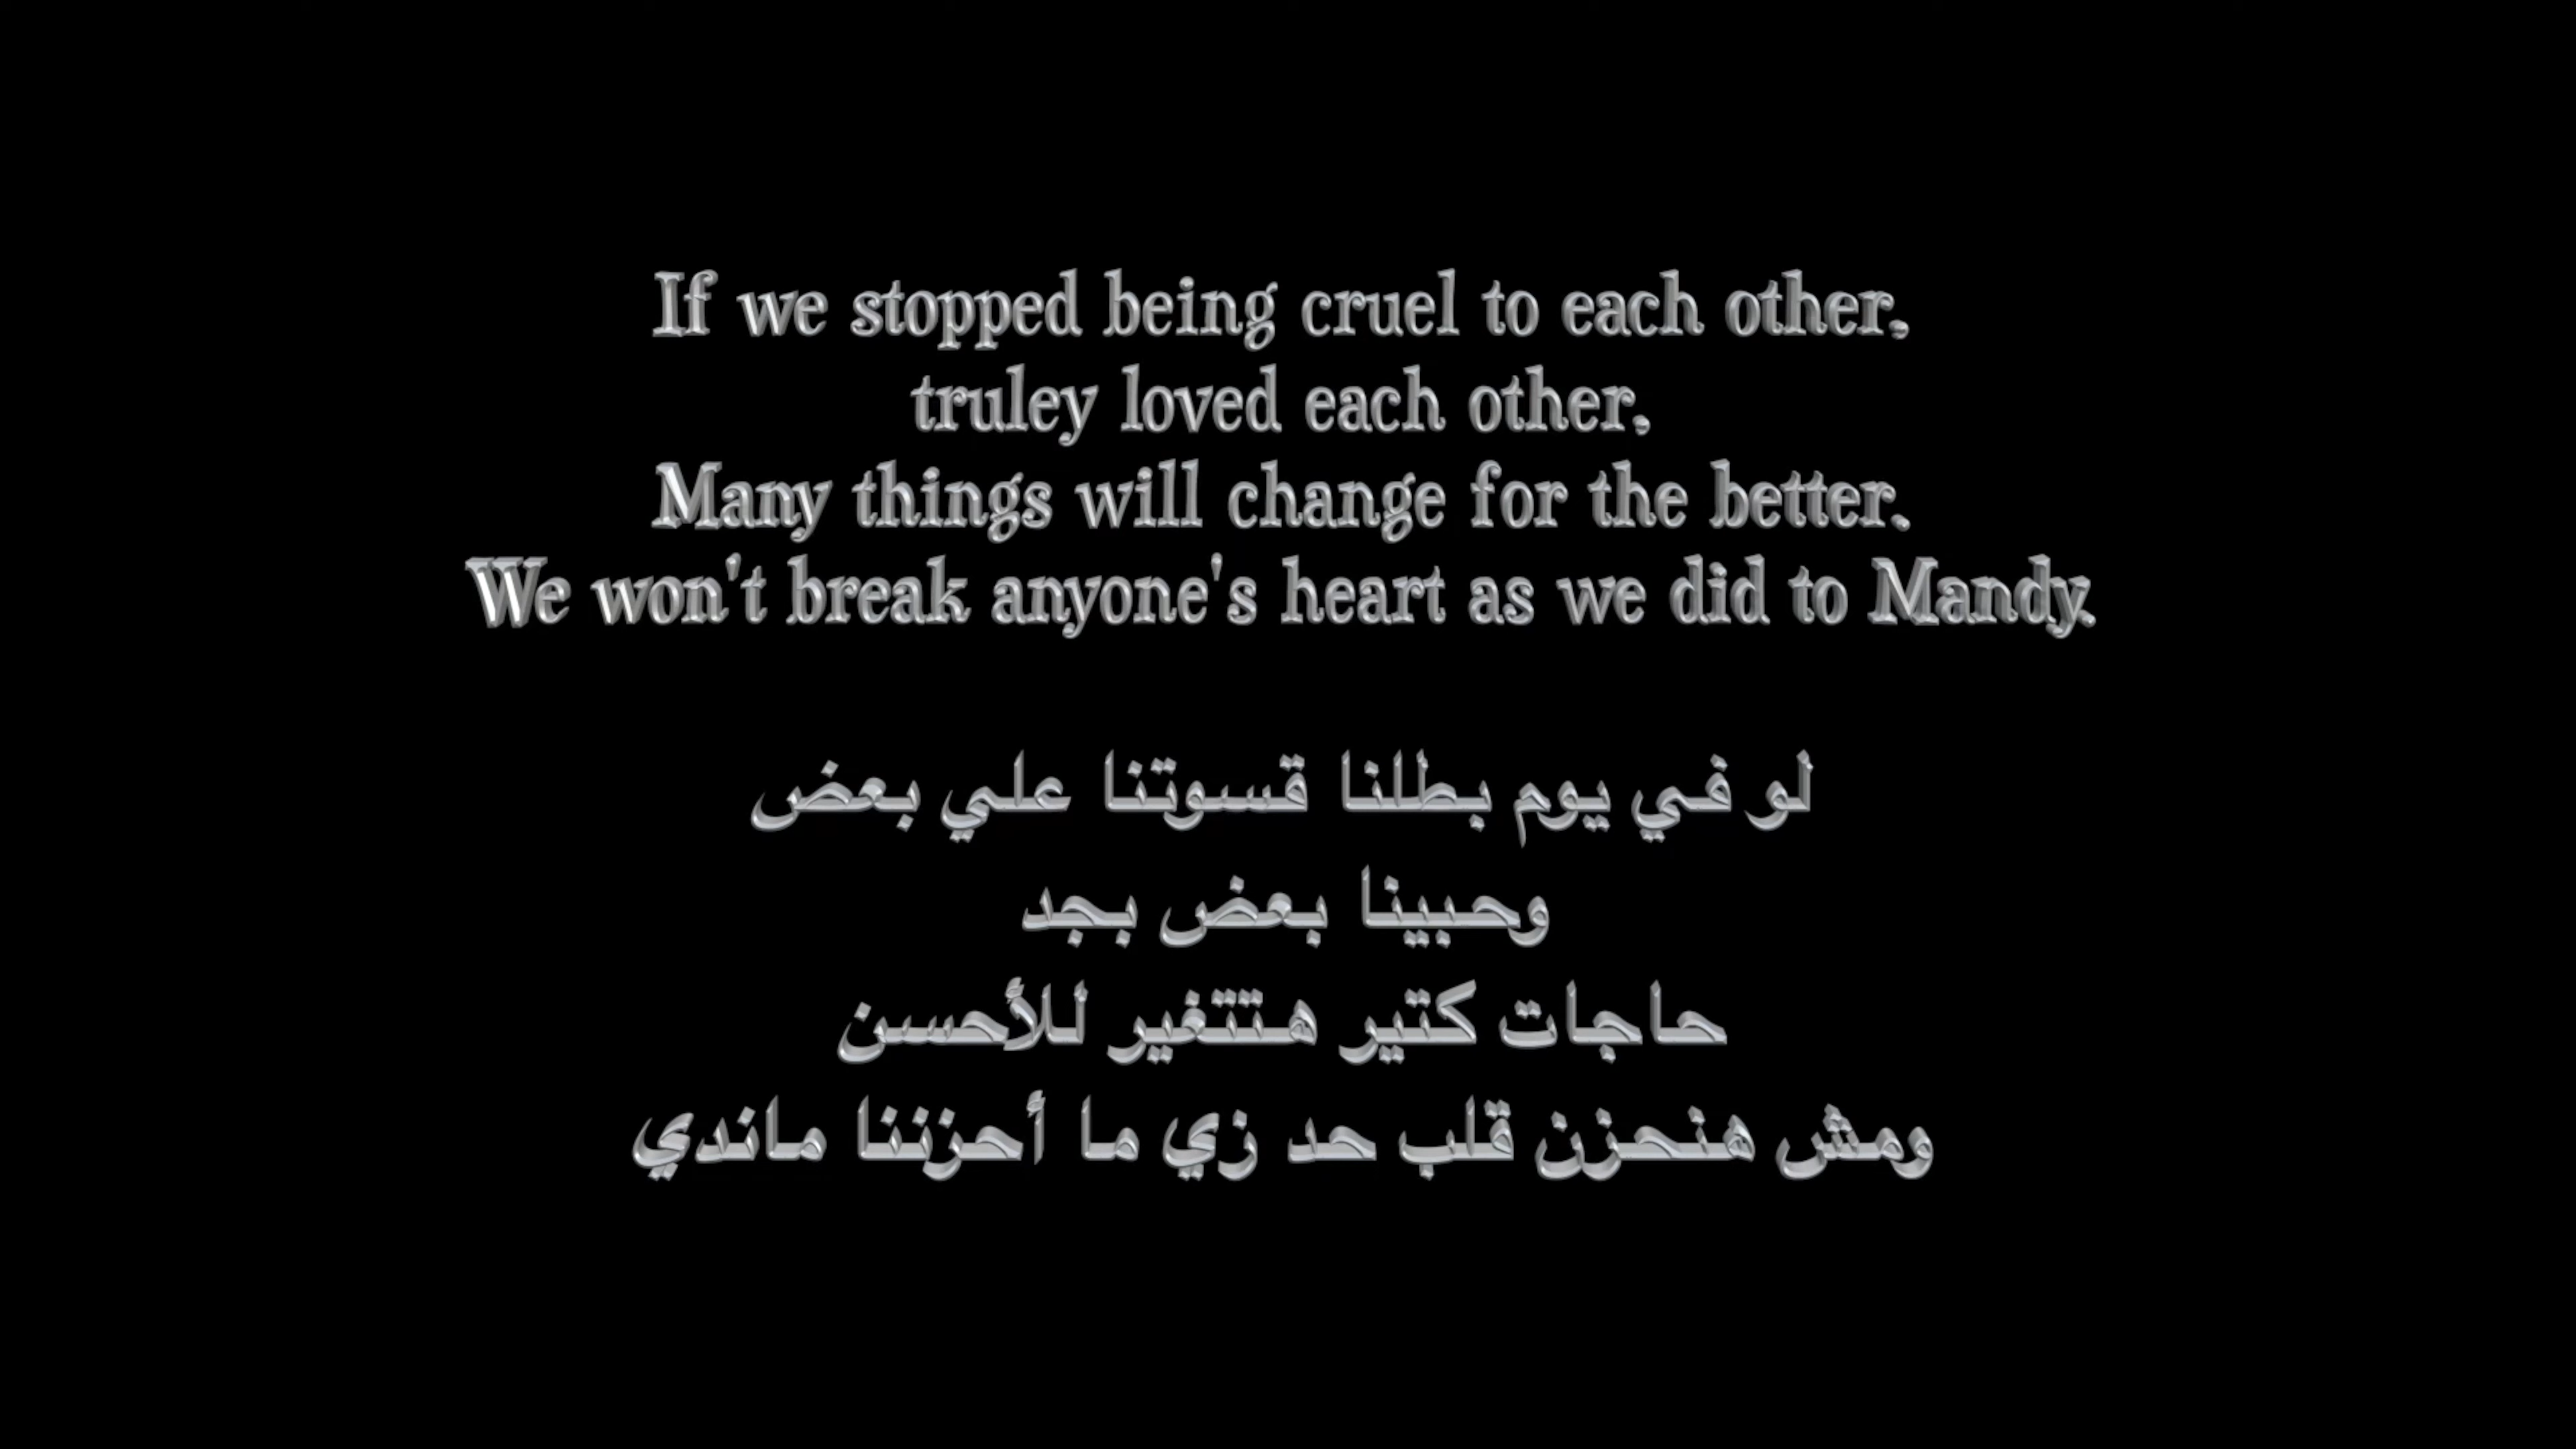 If we stopped being cruel to each other,
truley loved each other,
Many things will change for the better.
We won't break anyone's heart as we did to Mandy.
لو في يوم بطلنا قسوتنا علي بعض
وحبينا بعض بجد
حاجات كتير هتتغير للأحسن
ومش هنحزن قلب حد زي ما أحزننا ماندي